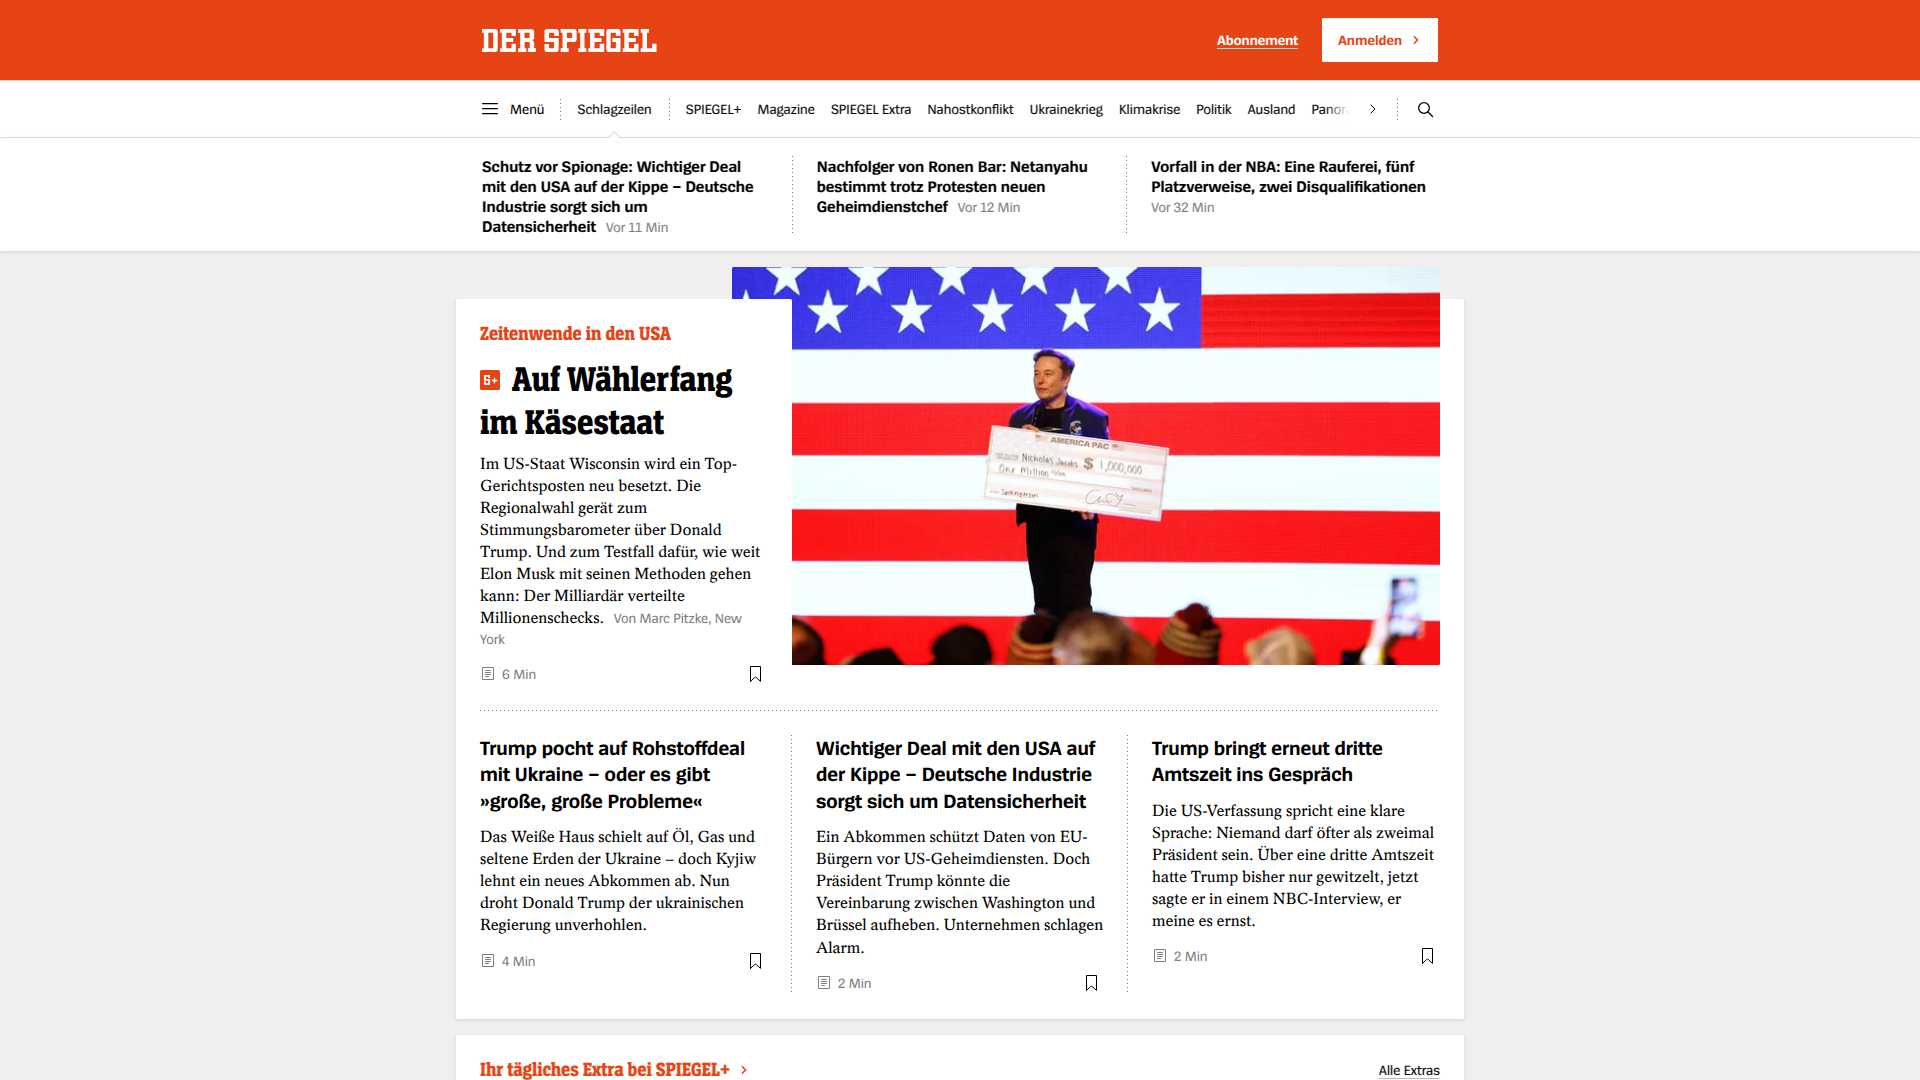 DER SPIEGEL
Abonnement
Anmelden
Menü
Schlagzeilen
SPIEGEL+
Magazine
SPIEGEL Extra
Nahostkonflikt
Ukrainekrieg
Klimakrise
Politik
Ausland
Schutz vor Spionage: Wichtiger Deal
mit den USA auf der Kippe – Deutsche
Industrie sorgt sich um
Datensicherheit Vor 11 Min
Nachfolger von Ronen Bar: Netanyahu
bestimmt trotz Protesten neuen
Geheimdienstchef Vor 12 Min
Vorfall in der NBA: Eine Rauferei, fünf
Platzverweise, zwei Disqualifikationen
Vor 32 Min
Zeitenwende in den USA
S+ Auf Wählerfang
im Käsestaat
Im US-Staat Wisconsin wird ein Top-
Gerichtsposten neu besetzt. Die
Regionalwahl gerät zum
Stimmungsbarometer über Donald
Trump. Und zum Testfall dafür, wie weit
Elon Musk mit seinen Methoden gehen
kann: Der Milliardär verteilte
Millionenschecks. Von Marc Pitzke, New
York
6 Min
AMERICA PAC
Nicholas Jacobs $ 1,000,000
One Million
Trump pocht auf Rohstoffdeal
mit Ukraine – oder es gibt
»große, große Probleme«
Das Weiße Haus schielt auf Öl, Gas und
seltene Erden der Ukraine – doch Kyjiw
lehnt ein neues Abkommen ab. Nun
droht Donald Trump der ukrainischen
Regierung unverhohlen.
4 Min
Wichtiger Deal mit den USA auf
der Kippe – Deutsche Industrie
sorgt sich um Datensicherheit
Ein Abkommen schützt Daten von EU-
Bürgern vor US-Geheimdiensten. Doch
Präsident Trump könnte die
Vereinbarung zwischen Washington und
Brüssel aufheben. Unternehmen schlagen
Alarm.
2 Min
Trump bringt erneut dritte
Amtszeit ins Gespräch
Die US-Verfassung spricht eine klare
Sprache: Niemand darf öfter als zweimal
Präsident sein. Über eine dritte Amtszeit
hatte Trump bisher nur gewitzelt, jetzt
sagte er in einem NBC-Interview, er
meine es ernst.
2 Min
Ihr tägliches Extra bei SPIEGEL+
Alle Extras